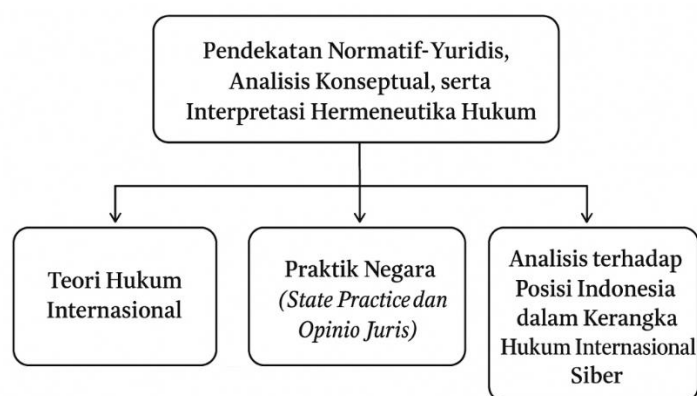 Pendekatan Normatif-Yuridis,
Analisis Konseptual, serta
Interpretasi Hermeneutika Hukum
Teori Hukum
Internasional
Praktik Negara
(State Practice dan
Opinio Juris)
Analisis terhadap
Posisi Indonesia
dalam Kerangka
Hukum Internasional
Siber